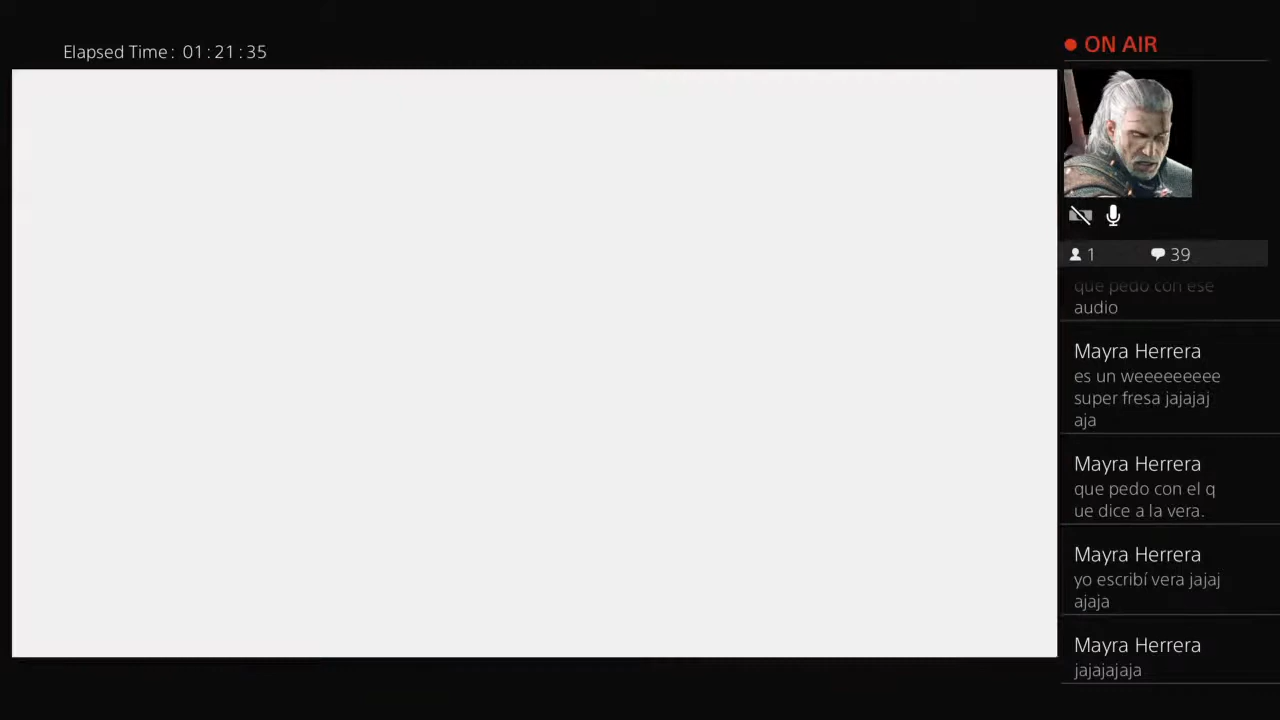 Elapsed Time: 01:21:35
ON AIR
1 39
que pedo con ese
audio
Mayra Herrera
es un weeeeeeeee
super fresa jajajaj
aja
Mayra Herrera
que pedo con el q
ue dice a la vera.
Mayra Herrera
yo escribí vera jajaj
ajaja
Mayra Herrera
jajajajaja